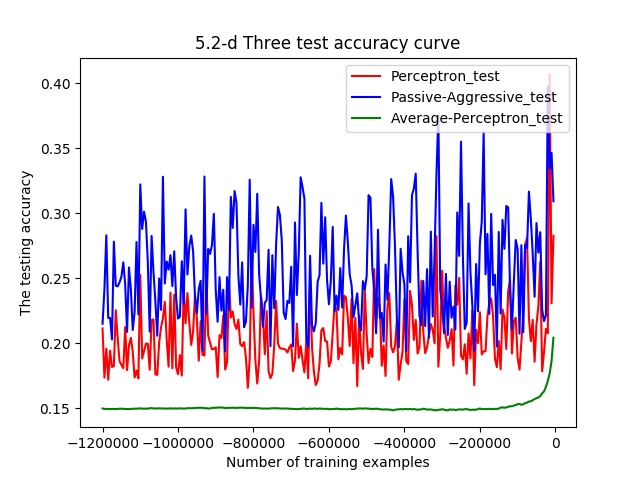 5.2-d Three test accuracy curve
Perceptron_test
Passive-Aggressive_test
Average-Perceptron_test
The testing accuracy
0.40
0.35
0.30
0.25
0.20
0.15
−1200000 −1000000 −800000 −600000 −400000 −200000 0
Number of training examples